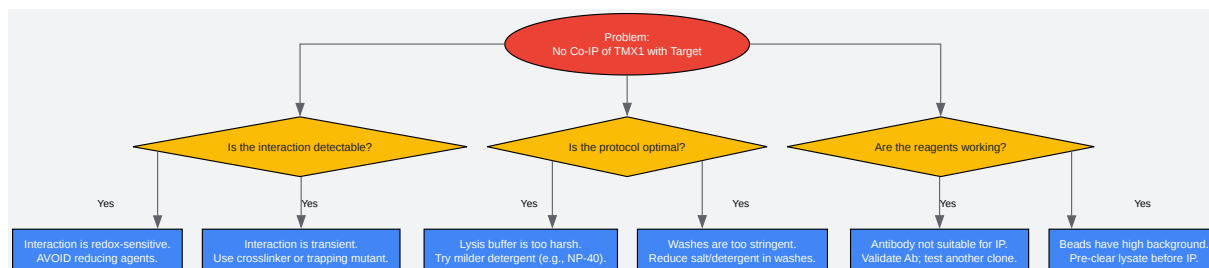 Problem:
No Co-IP of TMX1 with Target
Is the interaction detectable?
Is the protocol optimal?
Are the reagents working?
Yes
Yes
Yes
Yes
Yes
Yes
Interaction is redox-sensitive.
AVOID reducing agents.
Interaction is transient.
Use crosslinker or trapping mutant.
Lysis buffer is too harsh.
Try milder detergent (e.g., NP-40).
Washes are too stringent.
Reduce salt/detergent in washes.
Antibody not suitable for IP.
Validate Ab; test another clone.
Beads have high background.
Pre-clear lysate before IP.